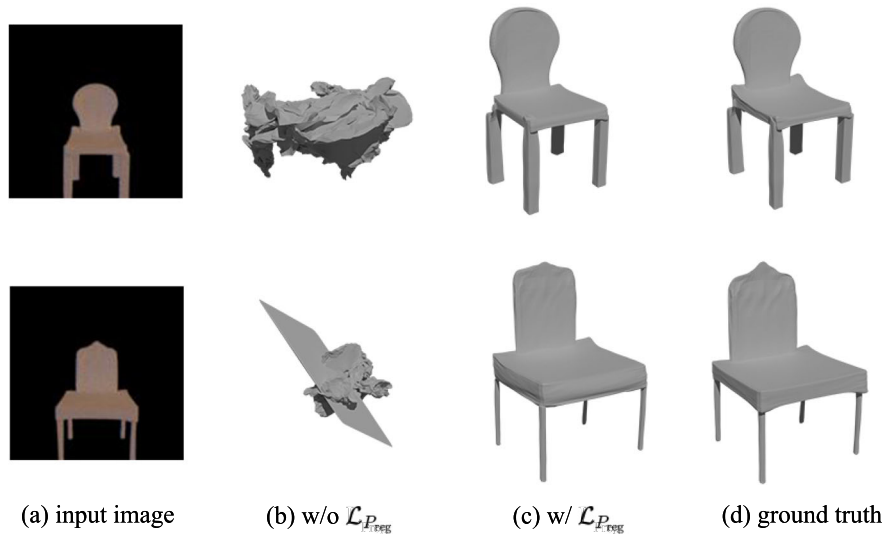 (a) input image (b) w/o 𝓛_{P_reg} (c) w/ 𝓛_{P_reg} (d) ground truth